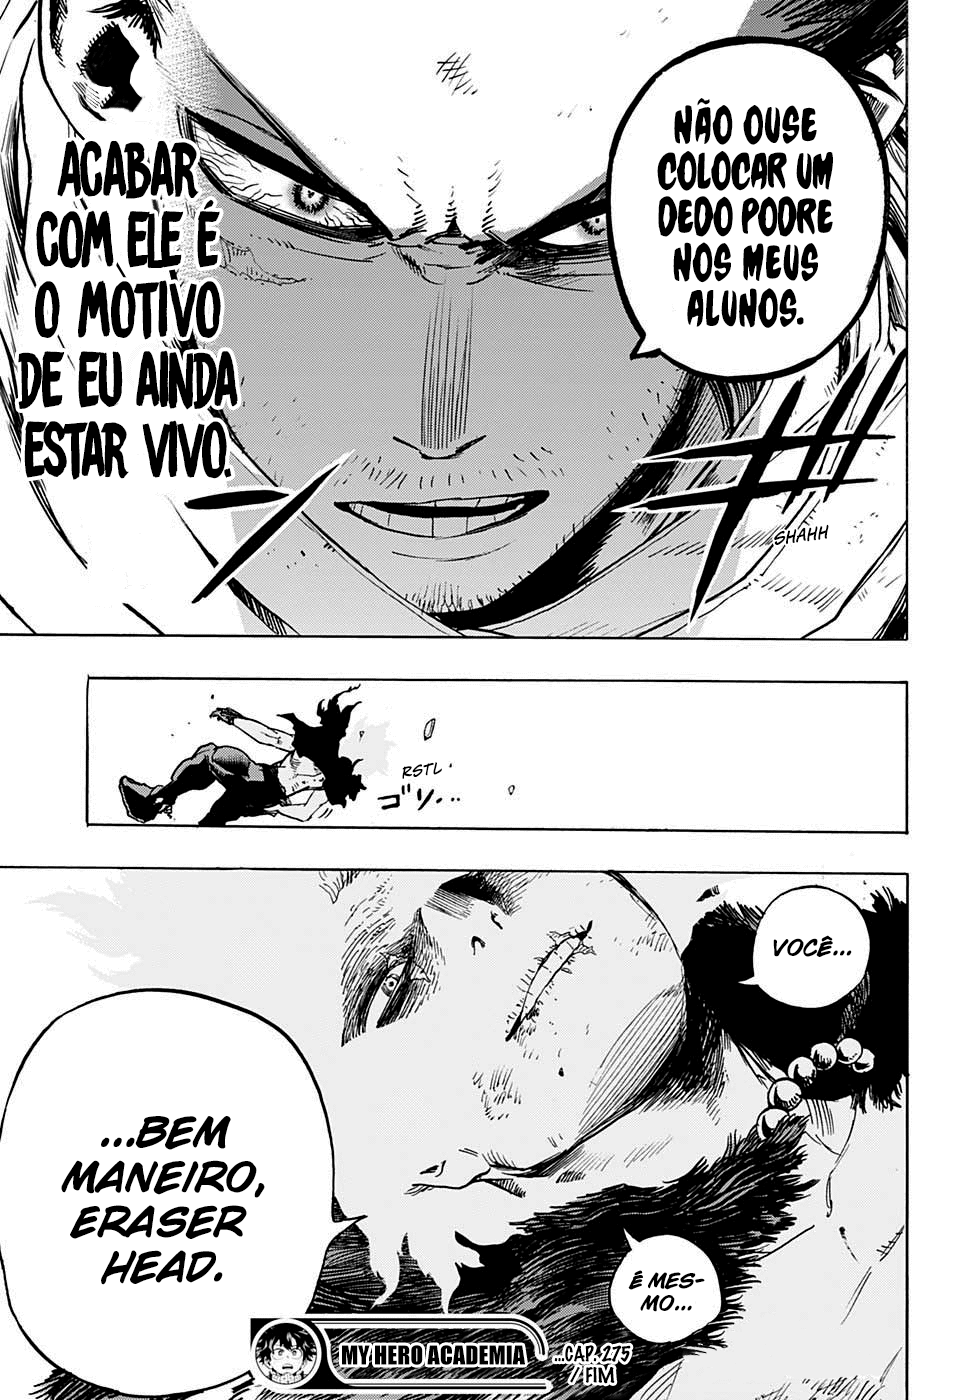 NÃO OUSE
COLOCAR UM
DEDO PODRE
NOS MEUS
ALUNOS.
ACABAR
COM ELE É
O MOTIVO
DE EU AINDA
ESTAR VIVO.
SHAHH
RSTL
ゴソ...
VOCÊ...
É MES-
MO...
...BEM
MANEIRO,
ERASER
HEAD.
MY HERO ACADEMIA
...CAP. 275
/ FIM